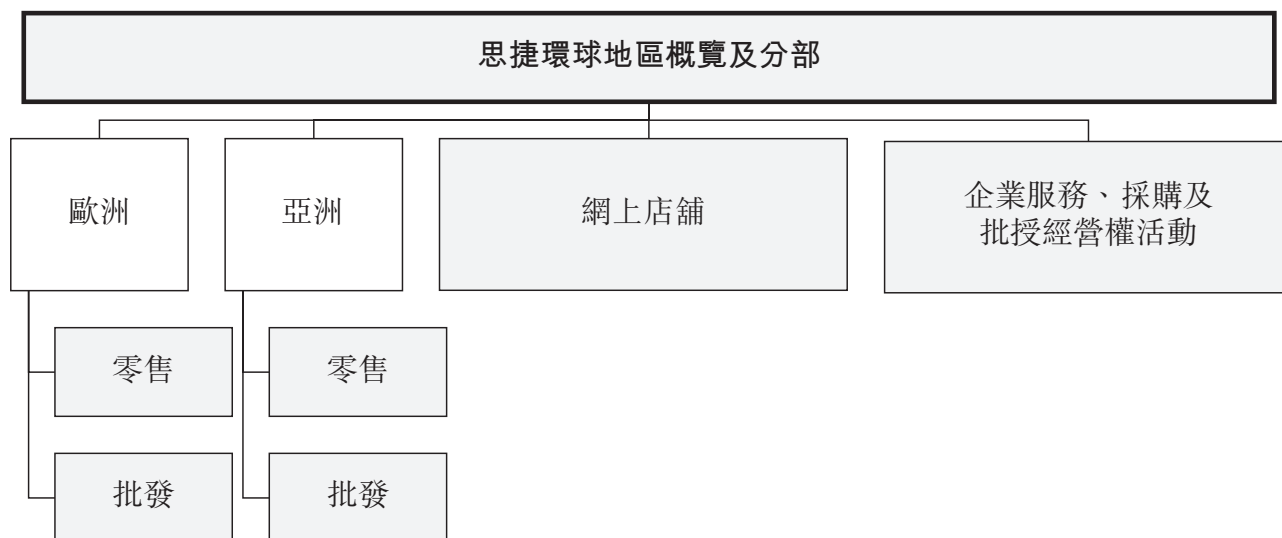 思捷環球地區概覽及分部
歐洲
亞洲
網上店舖
企業服務、採購及
批授經營權活動
零售
零售
批發
批發